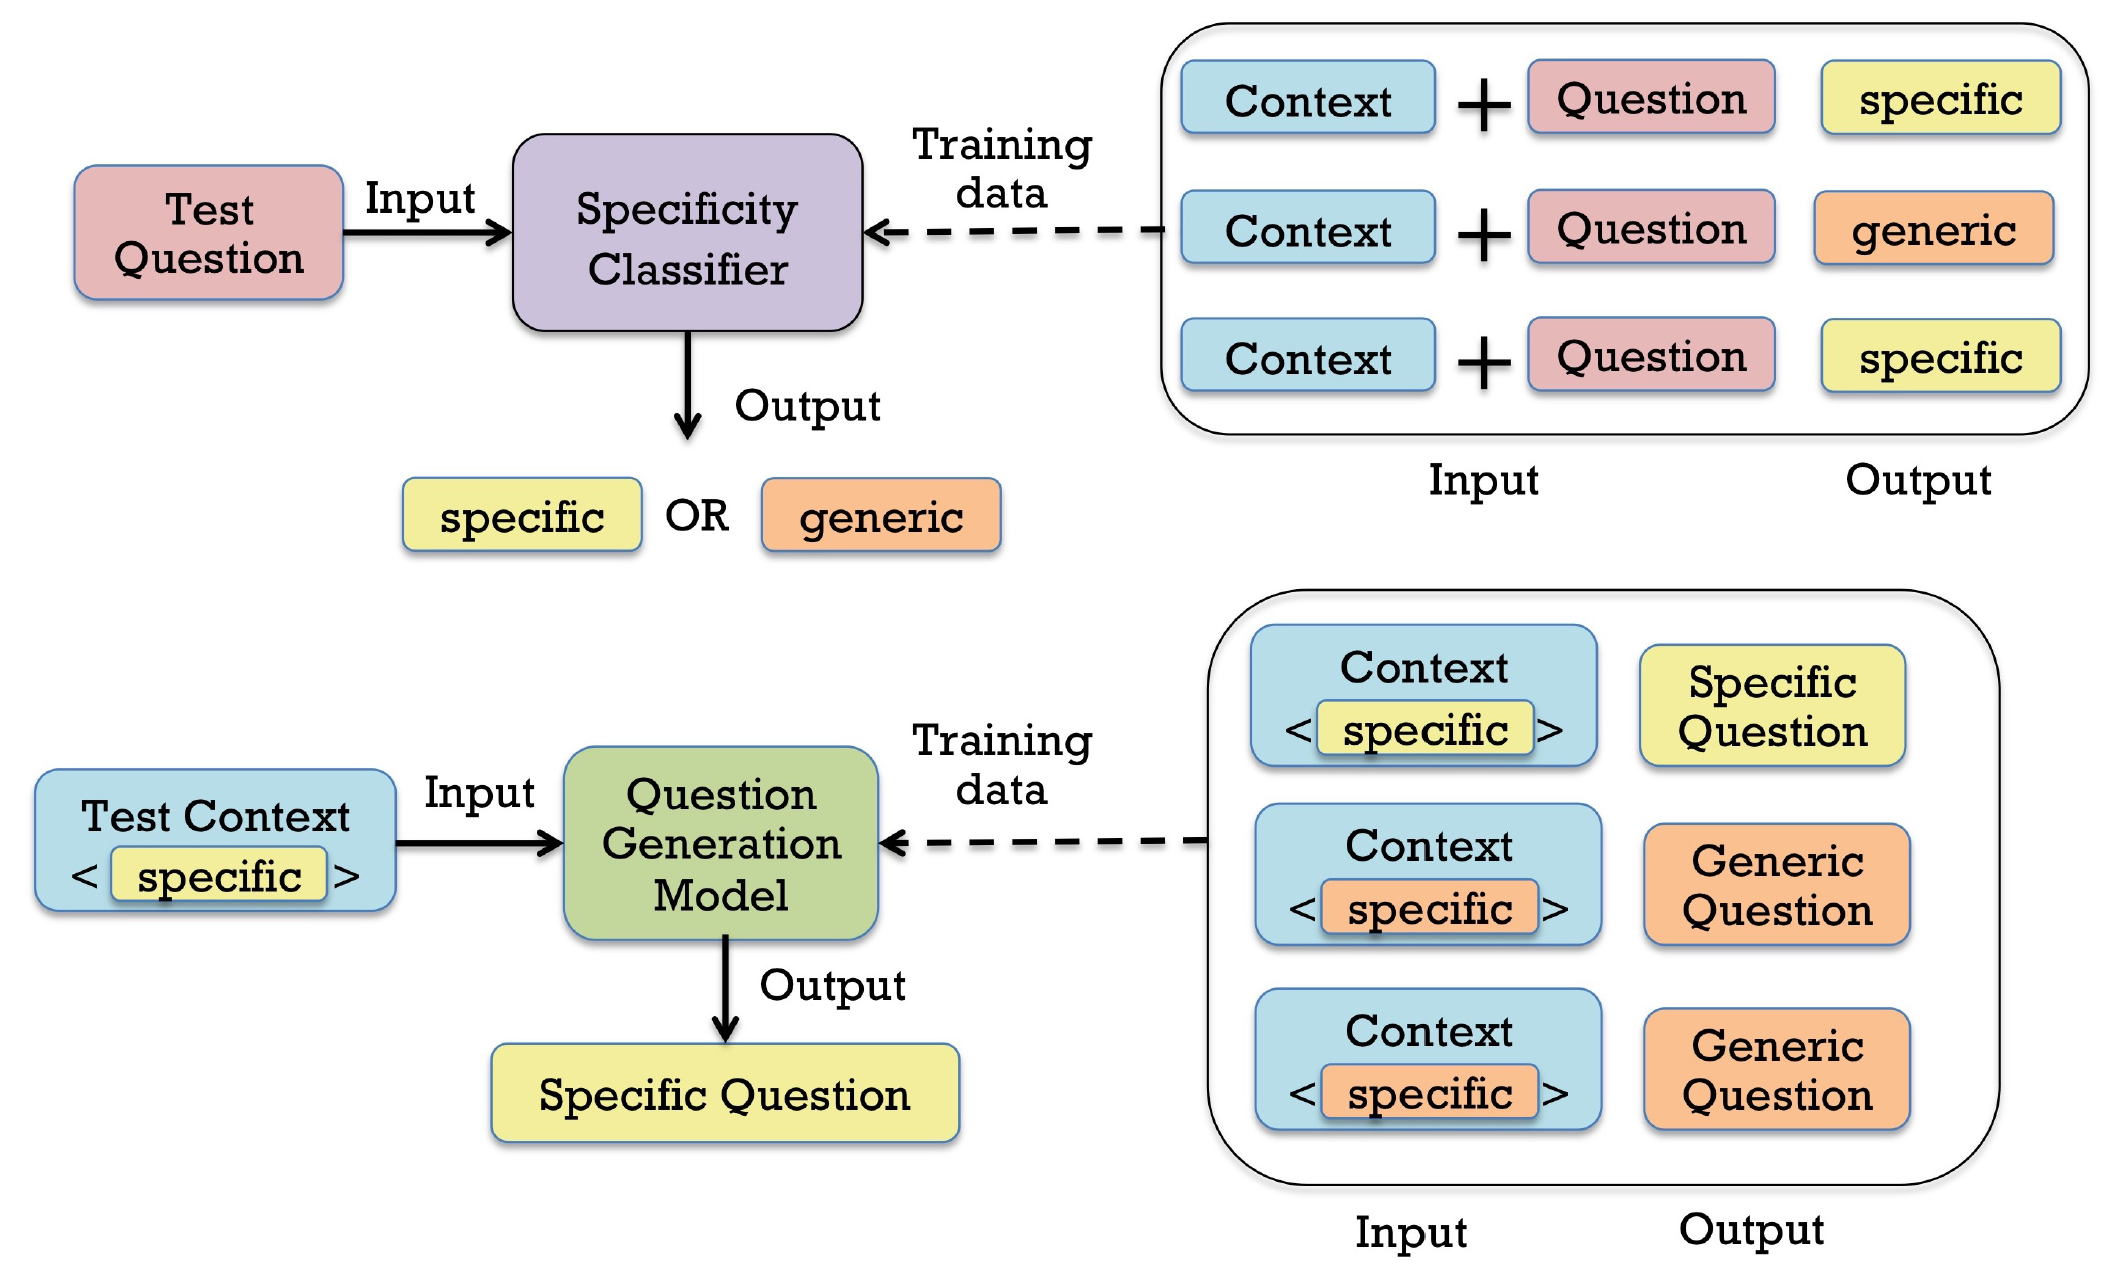 Test
Question
Input
Specificity
Classifier
Training
data
Output
specific
OR
generic
Context
+
Question
specific
Context
+
Question
generic
Context
+
Question
specific
Input
Output
Test Context
< specific >
Input
Question
Generation
Model
Training
data
Output
Specific Question
Context
< specific >
Specific
Question
Context
< specific >
Generic
Question
Context
< specific >
Generic
Question
Input
Output